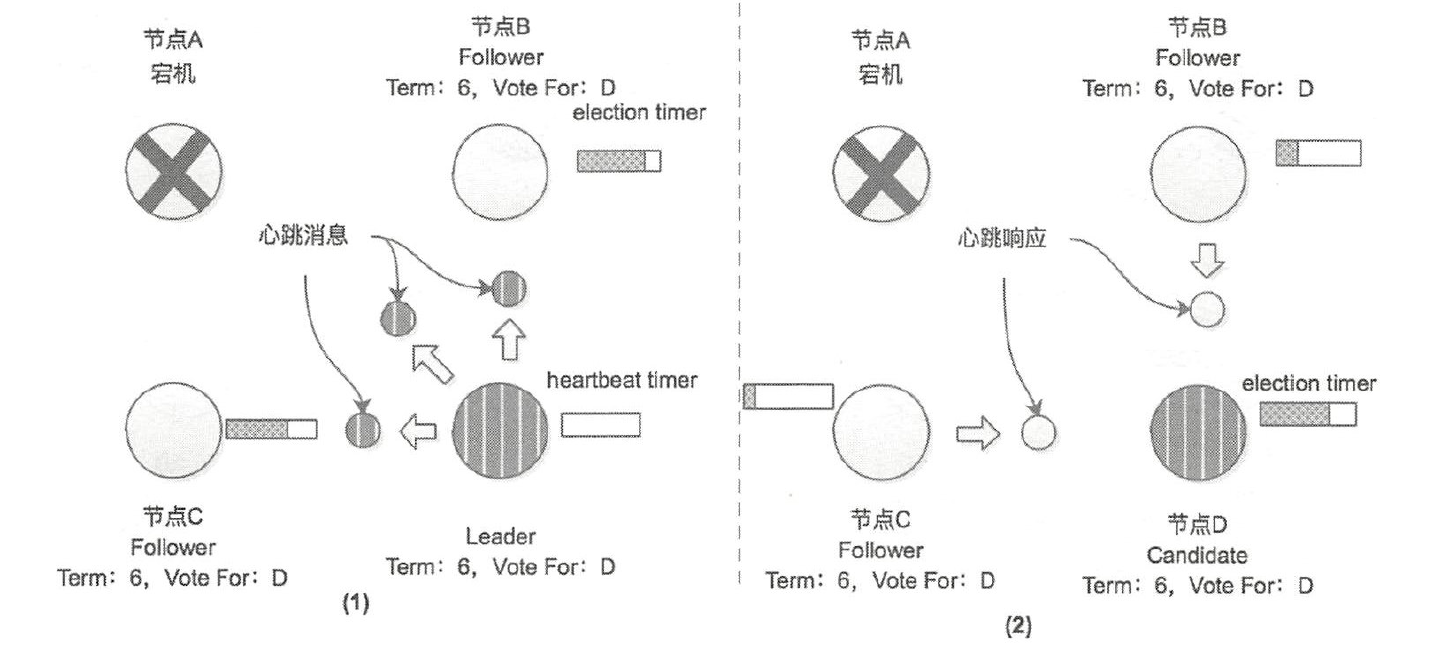 节点A
宕机
节点B
Follower
Term：6，Vote For：D
election timer
心跳消息
heartbeat timer
节点C
Follower
Term：6，Vote For：D
Leader
Term：6，Vote For：D
(1)
节点A
宕机
节点B
Follower
Term：6，Vote For：D
心跳响应
election timer
节点C
Follower
Term：6，Vote For：D
节点D
Candidate
Term：6，Vote For：D
(2)